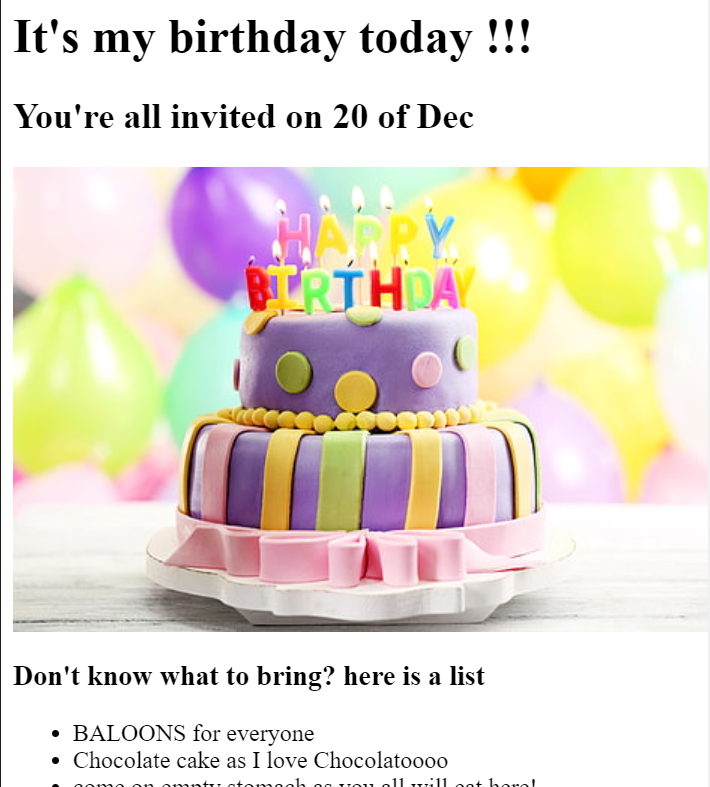 It's my birthday today !!!
You're all invited on 20 of Dec
HAPPY
BIRTHDAY
Don't know what to bring? here is a list
BALOONS for everyone
Chocolate cake as I love Chocolatoooo
come on empty stomach as you all will eat here!